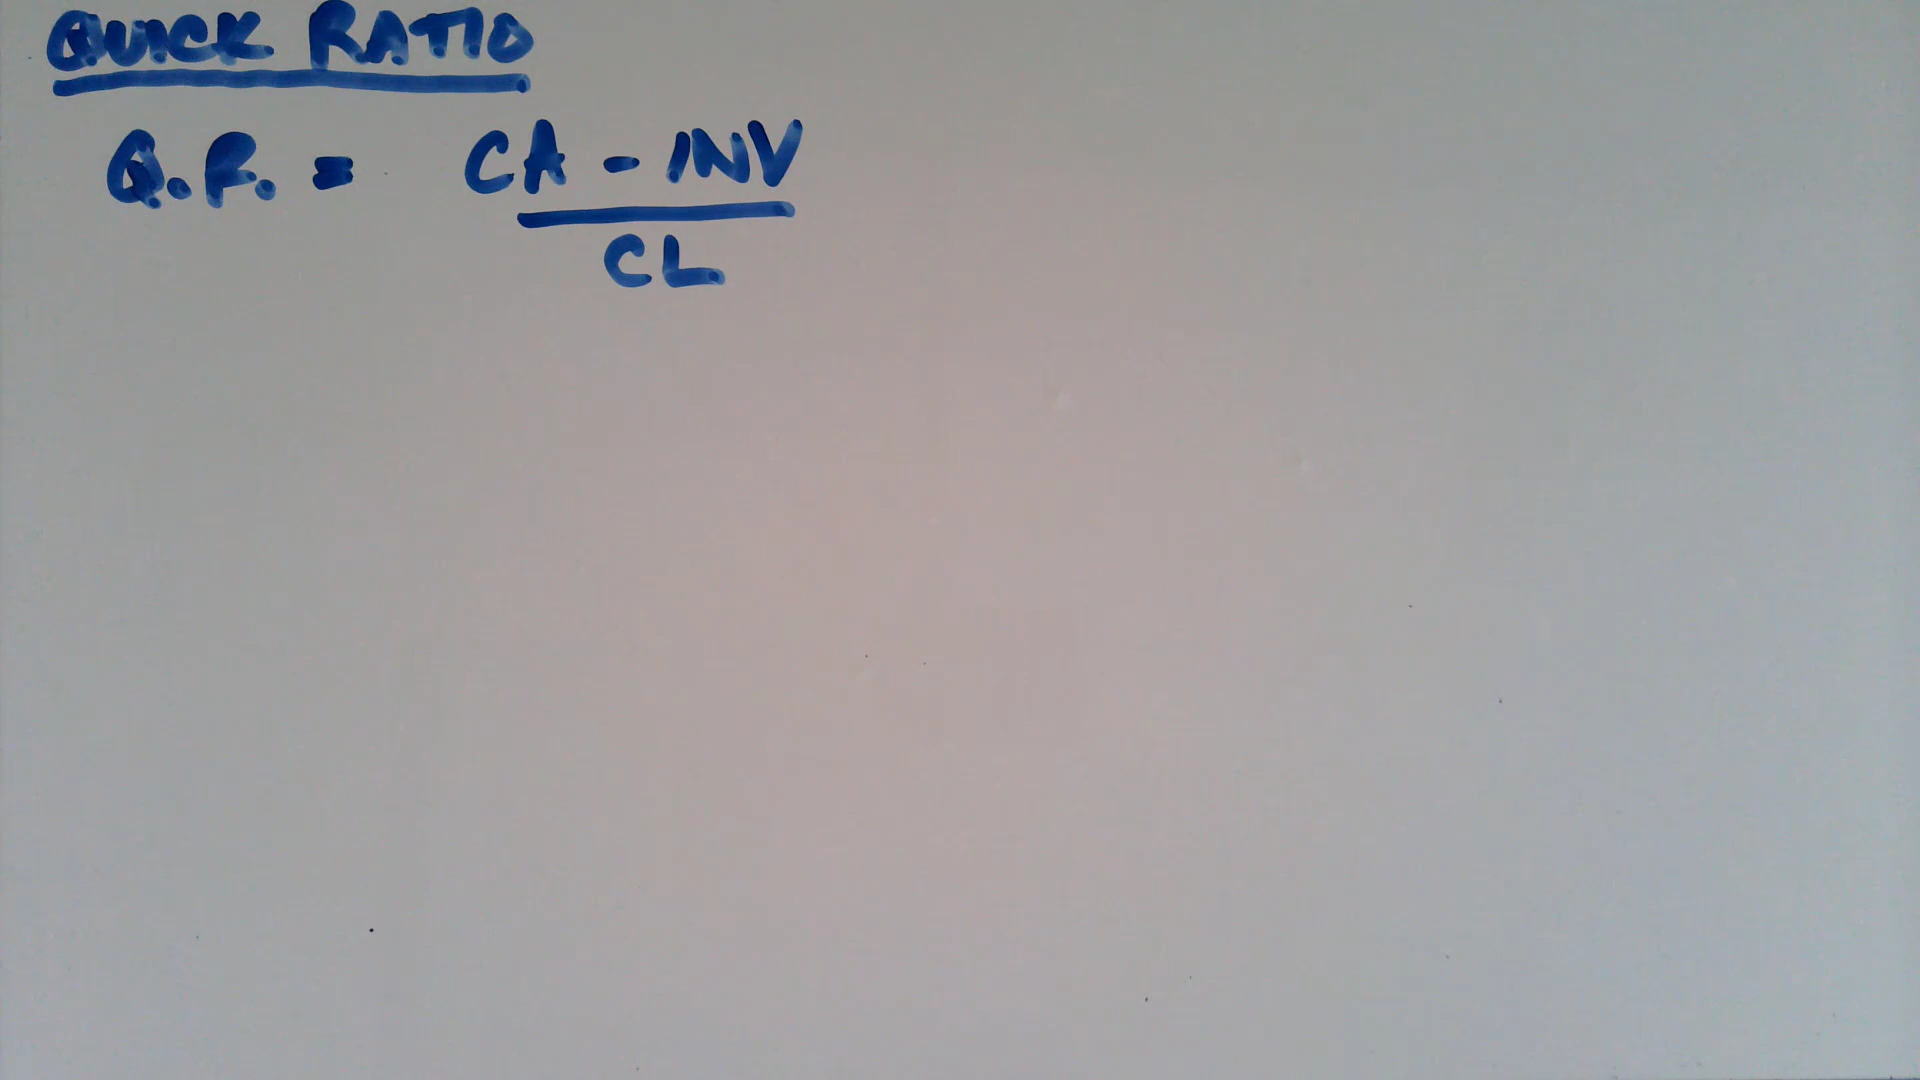 QUICK RATIO
Q.R. = CA - INV
CL